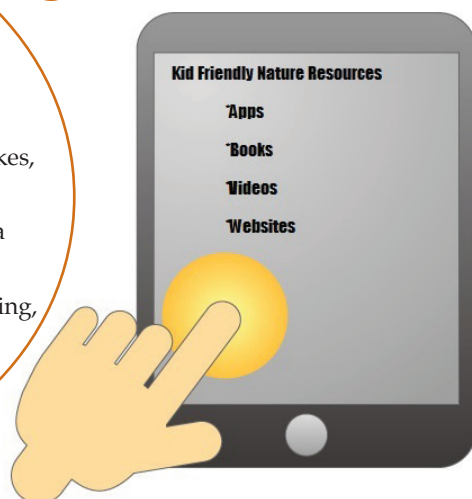 Kid Friendly Nature Resources
*Apps
*Books
*Videos
*Websites